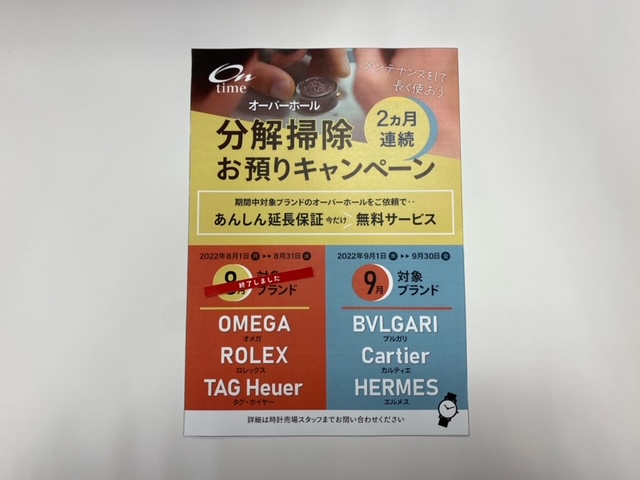 On
time
メンテナンスをして
長く使おう
オーバーホール
分解掃除
2ヵ月
連続
お預りキャンペーン
期間中対象ブランドのオーバーホールをご依頼で‥
あんしん延長保証 今だけ 無料サービス
2022年8月1日 月 ▸▸ 8月31日 水
8月 対象
ブランド
終了しました
OMEGA
オメガ
ROLEX
ロレックス
TAG Heuer
タグ・ホイヤー
2022年9月1日 木 ▸▸ 9月30日 金
9月 対象
ブランド
BVLGARI
ブルガリ
Cartier
カルティエ
HERMES
エルメス
詳細は時計売場スタッフまでお問い合わせください